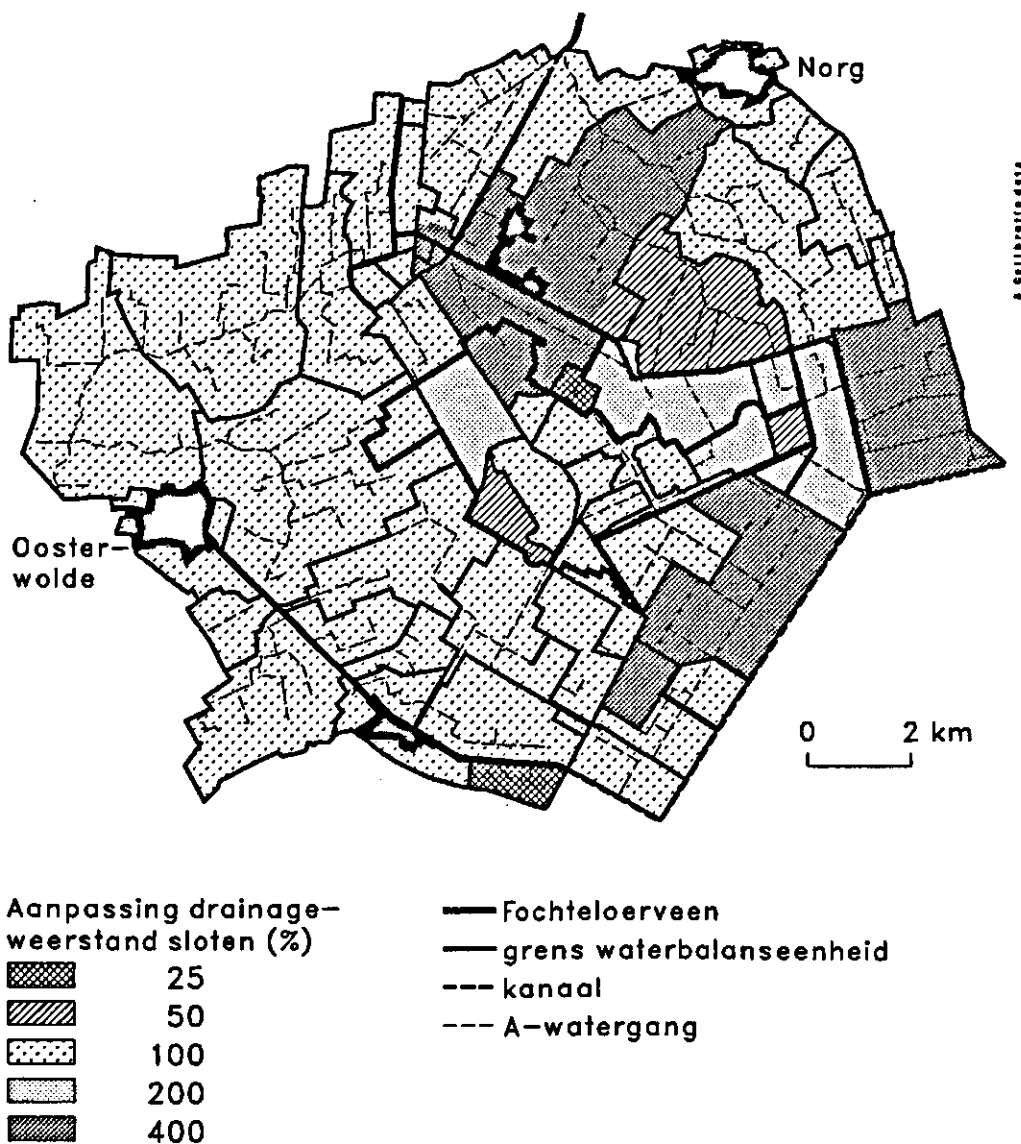 Norg
Ooster-
wolde
0 2 km
Aanpassing drainage-
weerstand sloten (%)
25
50
100
200
400
Fochteloerveen
grens waterbalanseenheid
kanaal
A-watergang